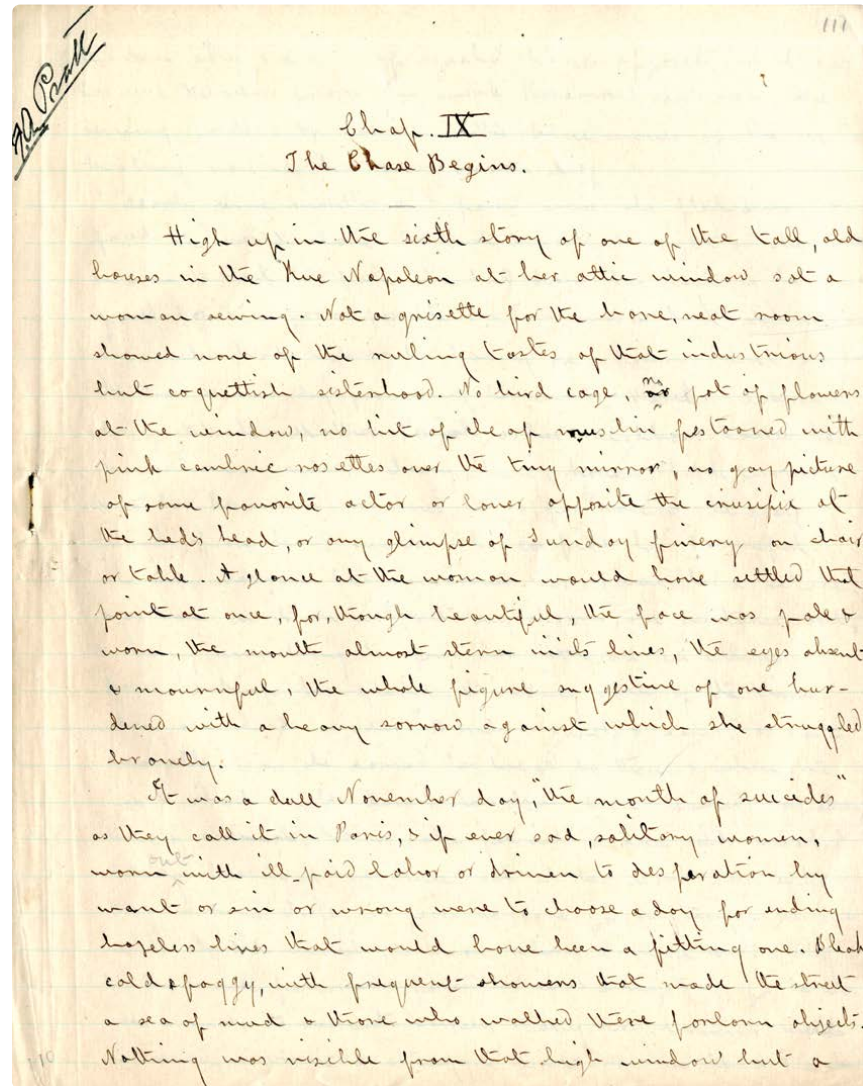 111
F.A. Pratt
Chap. IX
The Chase Begins.
High up in the sixth story of one of the tall, old
houses in the Rue Napoleon at her attic window sat a
woman sewing. Not a grisette for the bare, neat room
showed none of the ruling tastes of that industrious
but coquettish sisterhood. No bird cage, no pot of flowers
at the window, no bit of cheap muslin festooned with
pink cambric rosettes over the tiny mirror, no gay picture
of some favorite actor or lover opposite the crusifix at
the bed's head, or any glimpse of Sunday finery on chair
or table. A glance at the woman would have settled that
point at once, for, though beautiful, the face was pale &
worn, the mouth almost stern in its lines, the eyes absent
& mournful, the whole figure suggestive of one bur-
dened with a heavy sorrow against which she struggled
bravely.
It was a dull November day, "the month of suicides"
as they call it in Paris, & if ever sad, solitary women,
worn out with ill-paid labor or driven to desperation by
want or sin or wrong were to choose a day for ending
hopeless lives that would have been a fitting one. Bleak
cold & foggy, with frequent showers that made the street
a sea of mud & those who walked there forlorn objects.
Nothing was visible from that high window but a
110